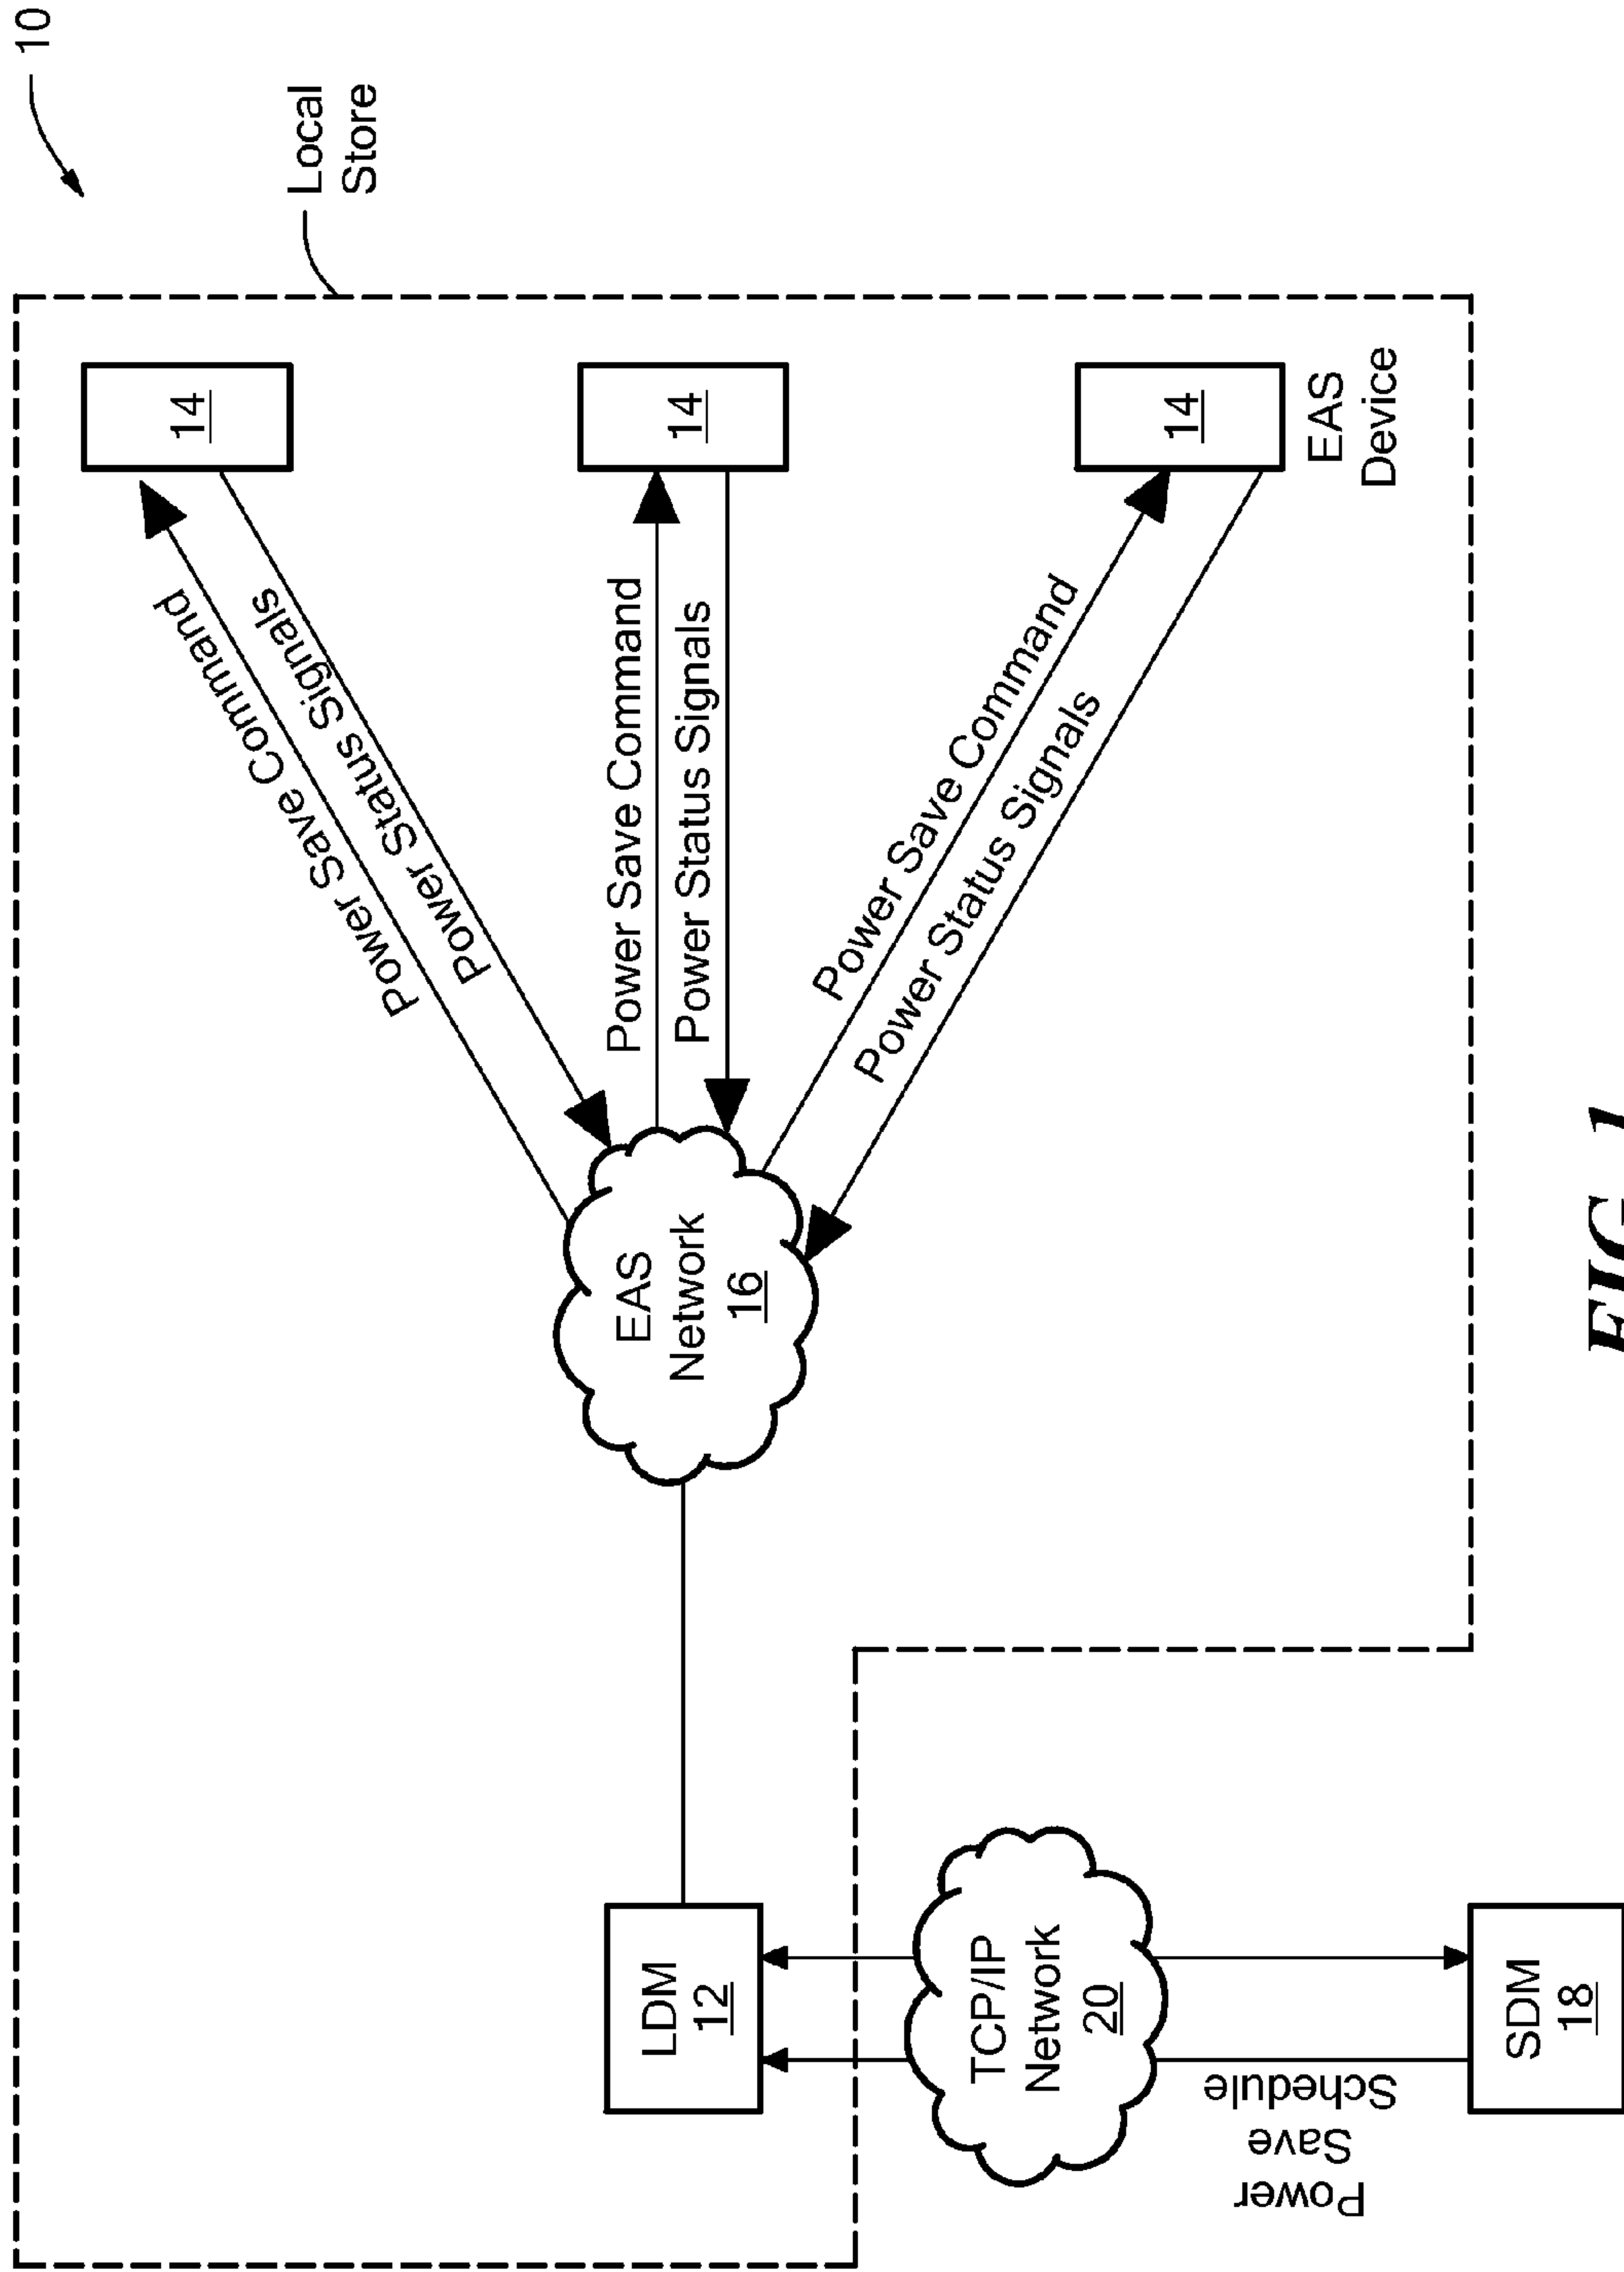 10
Local
Store
14
Power Save Command
Power Status Signals
14
Power Save Command
Power Status Signals
14
EAS
Device
Power Save Command
Power Status Signals
EAS
Network
16
LDM
12
TCP/IP
Network
20
Power
Save
Schedule
SDM
18
FIG. 1